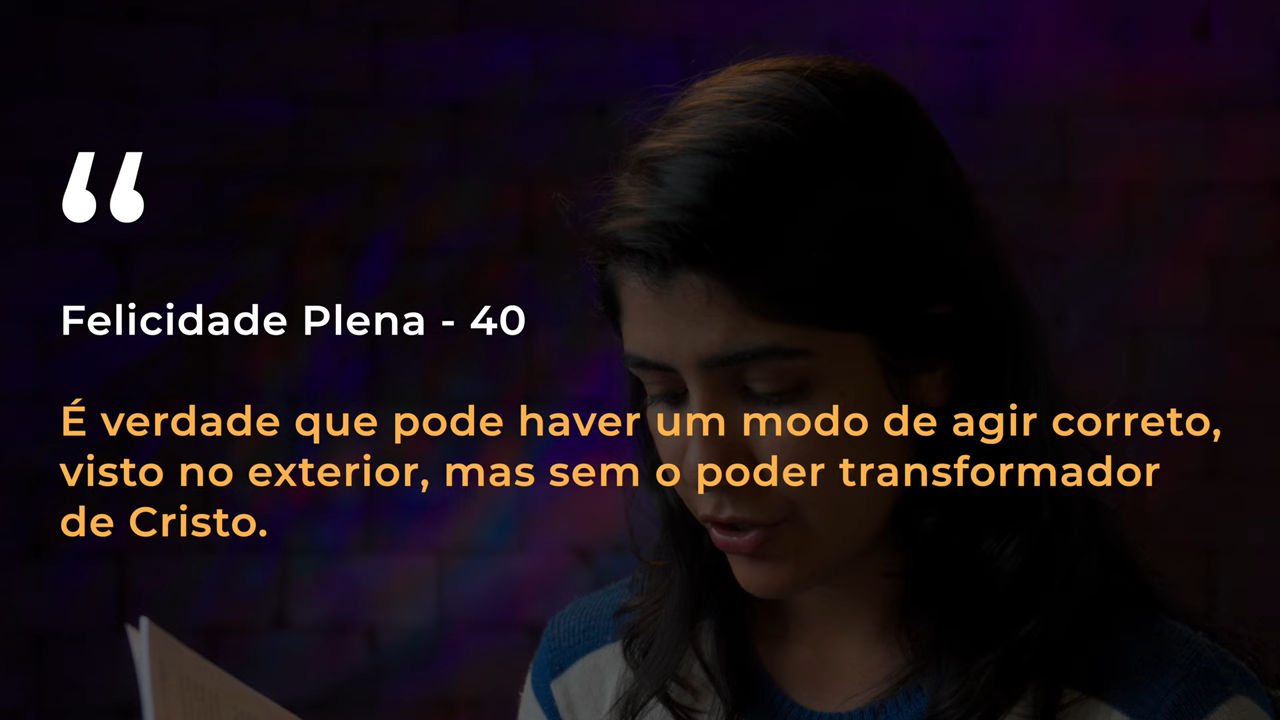 “
Felicidade Plena - 40
É verdade que pode haver um modo de agir correto,
visto no exterior, mas sem o poder transformador
de Cristo.